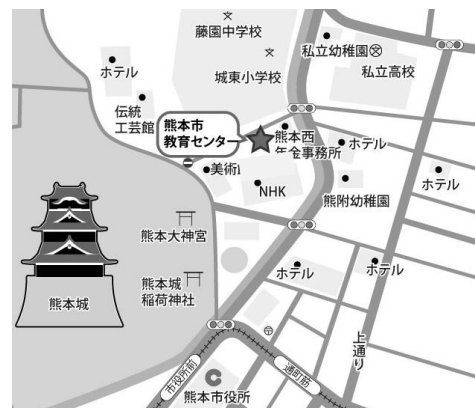 藤園中学校
私立幼稚園
城東小学校
私立高校
ホテル
伝統
工芸館
熊本市
教育センター
熊本西
年金事務所
ホテル
美術
NHK
熊附幼稚園
ホテル
熊本大神宮
熊本城
稲荷神社
ホテル
ホテル
熊本城
上通り
市役所前
通町筋
熊本市役所